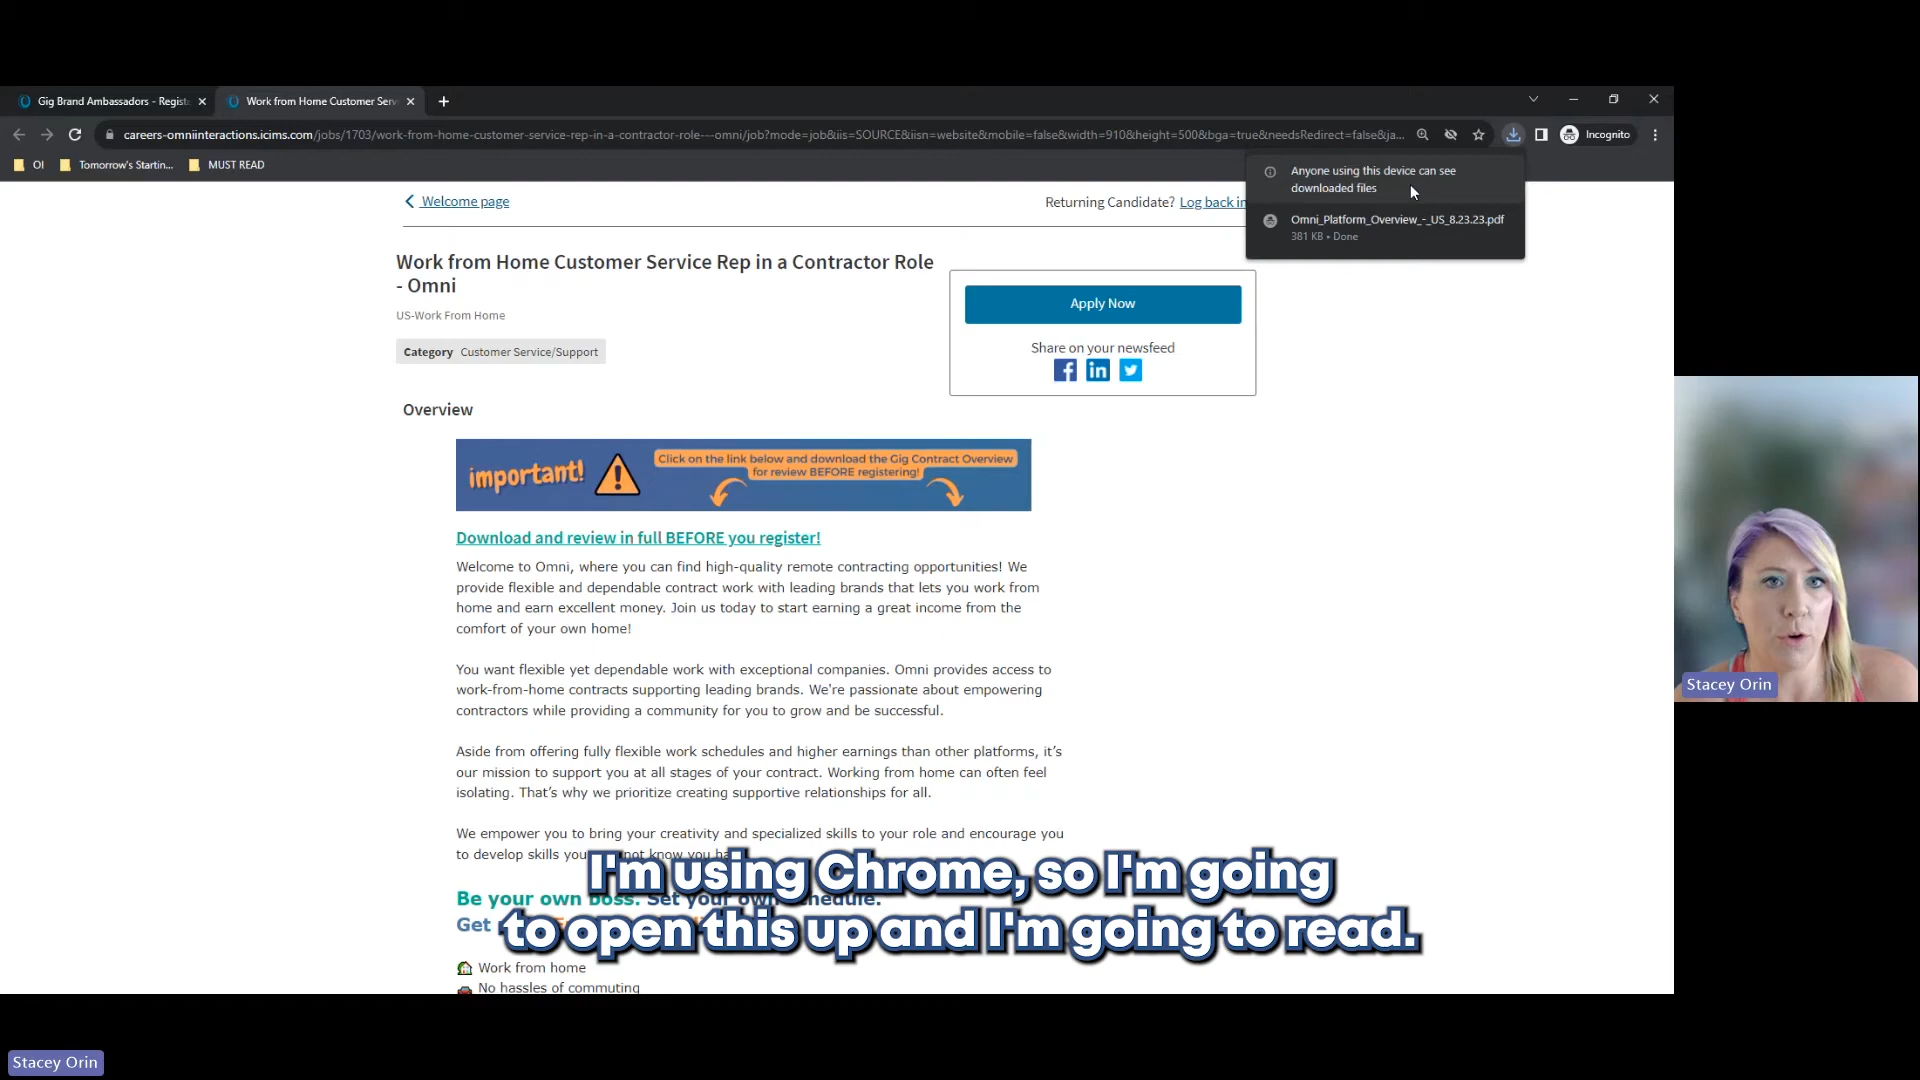 Gig Brand Ambassadors - Regist
Work from Home Customer Serv
careers-omniinteractions.icims.com/jobs/1703/work-from-home-customer-service-rep-in-a-contractor-role---omni/job?mode=job&iis=SOURCE&iisn=website&mobile=false&width=910&height=500&bga=true&needsRedirect=false&ja...
Incognito
OI
Tomorrow's Startin...
MUST READ
Anyone using this device can see
downloaded files
Omni_Platform_Overview_-_US_8.23.23.pdf
381 KB • Done
Welcome page
Returning Candidate? Log back in
Work from Home Customer Service Rep in a Contractor Role
- Omni
US-Work From Home
Category Customer Service/Support
Apply Now
Share on your newsfeed
Overview
important!
Click on the link below and download the Gig Contract Overview
for review BEFORE registering!
Download and review in full BEFORE you register!
Welcome to Omni, where you can find high-quality remote contracting opportunities! We
provide flexible and dependable contract work with leading brands that lets you work from
home and earn excellent money. Join us today to start earning a great income from the
comfort of your own home!
You want flexible yet dependable work with exceptional companies. Omni provides access to
work-from-home contracts supporting leading brands. We're passionate about empowering
contractors while providing a community for you to grow and be successful.
Aside from offering fully flexible work schedules and higher earnings than other platforms, it's
our mission to support you at all stages of your contract. Working from home can often feel
isolating. That's why we prioritize creating supportive relationships for all.
We empower you to bring your creativity and specialized skills to your role and encourage you
to develop skills you not know you ha
Be your own boss. Set your own schedule.
Get
I'm using Chrome, so I'm going
to open this up and I'm going to read.
Work from home
No hassles of commuting
Stacey Orin
Stacey Orin